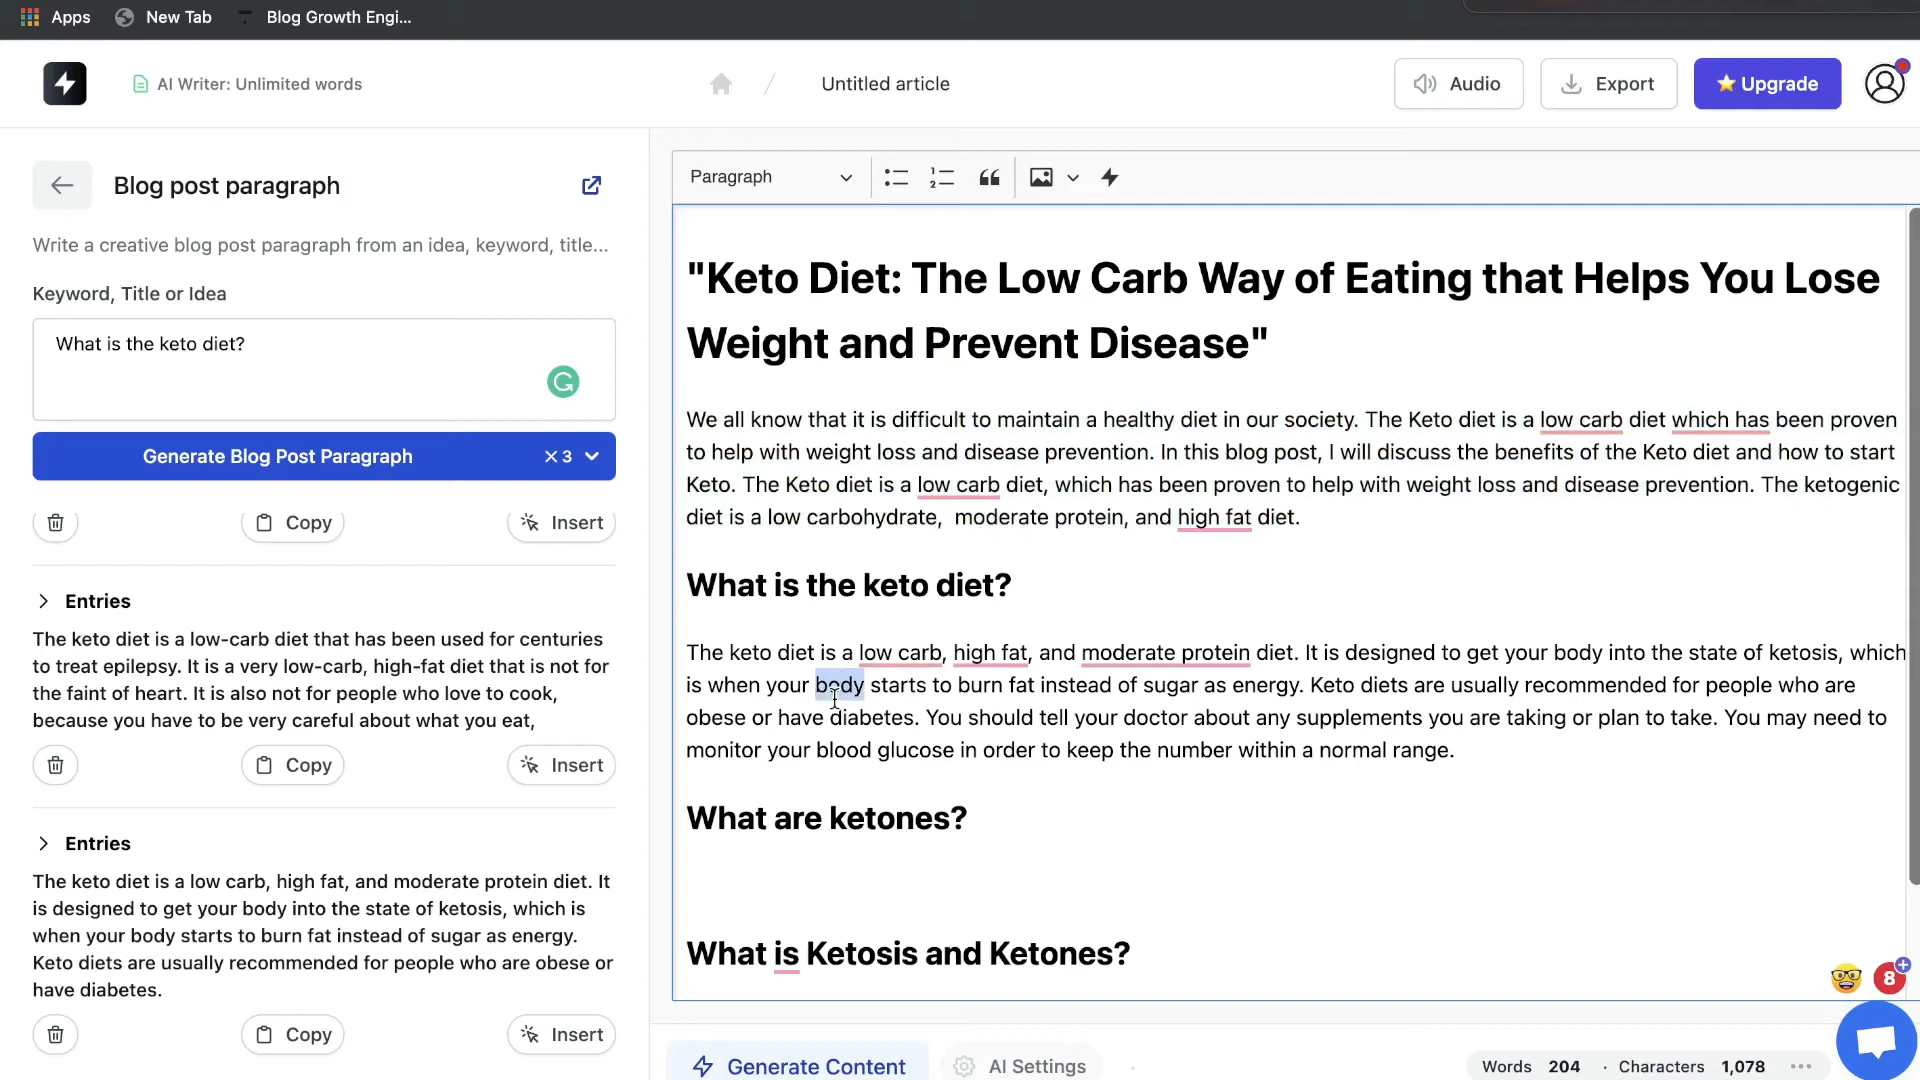 Apps New Tab Blog Growth Engi...
AI Writer: Unlimited words Untitled article Audio Export Upgrade
Blog post paragraph
Write a creative blog post paragraph from an idea, keyword, title...
Keyword, Title or Idea
What is the keto diet?
Generate Blog Post Paragraph × 3
Copy Insert
Entries
The keto diet is a low-carb diet that has been used for centuries
to treat epilepsy. It is a very low-carb, high-fat diet that is not for
the faint of heart. It is also not for people who love to cook,
because you have to be very careful about what you eat,
Copy Insert
Entries
The keto diet is a low carb, high fat, and moderate protein diet. It
is designed to get your body into the state of ketosis, which is
when your body starts to burn fat instead of sugar as energy.
Keto diets are usually recommended for people who are obese or
have diabetes.
Copy Insert
Paragraph
"Keto Diet: The Low Carb Way of Eating that Helps You Lose
Weight and Prevent Disease"
We all know that it is difficult to maintain a healthy diet in our society. The Keto diet is a low carb diet which has been proven
to help with weight loss and disease prevention. In this blog post, I will discuss the benefits of the Keto diet and how to start
Keto. The Keto diet is a low carb diet, which has been proven to help with weight loss and disease prevention. The ketogenic
diet is a low carbohydrate,  moderate protein, and high fat diet.
What is the keto diet?
The keto diet is a low carb, high fat, and moderate protein diet. It is designed to get your body into the state of ketosis, which
is when your body starts to burn fat instead of sugar as energy. Keto diets are usually recommended for people who are
obese or have diabetes. You should tell your doctor about any supplements you are taking or plan to take. You may need to
monitor your blood glucose in order to keep the number within a normal range.
What are ketones?
What is Ketosis and Ketones?
8
Generate Content AI Settings Words 204 · Characters 1,078 ...